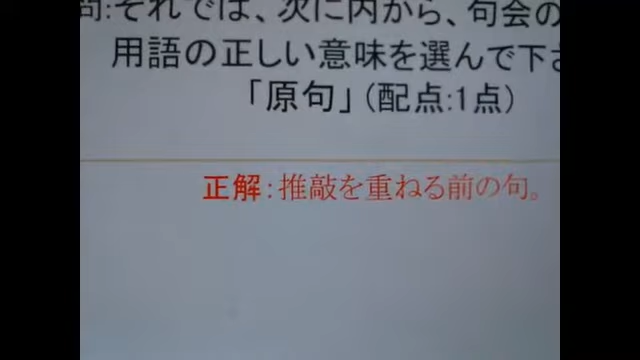 問:それでは、次に内から、句会の
用語の正しい意味を選んで下さ
「原句」(配点:1点)
正解:推敲を重ねる前の句。